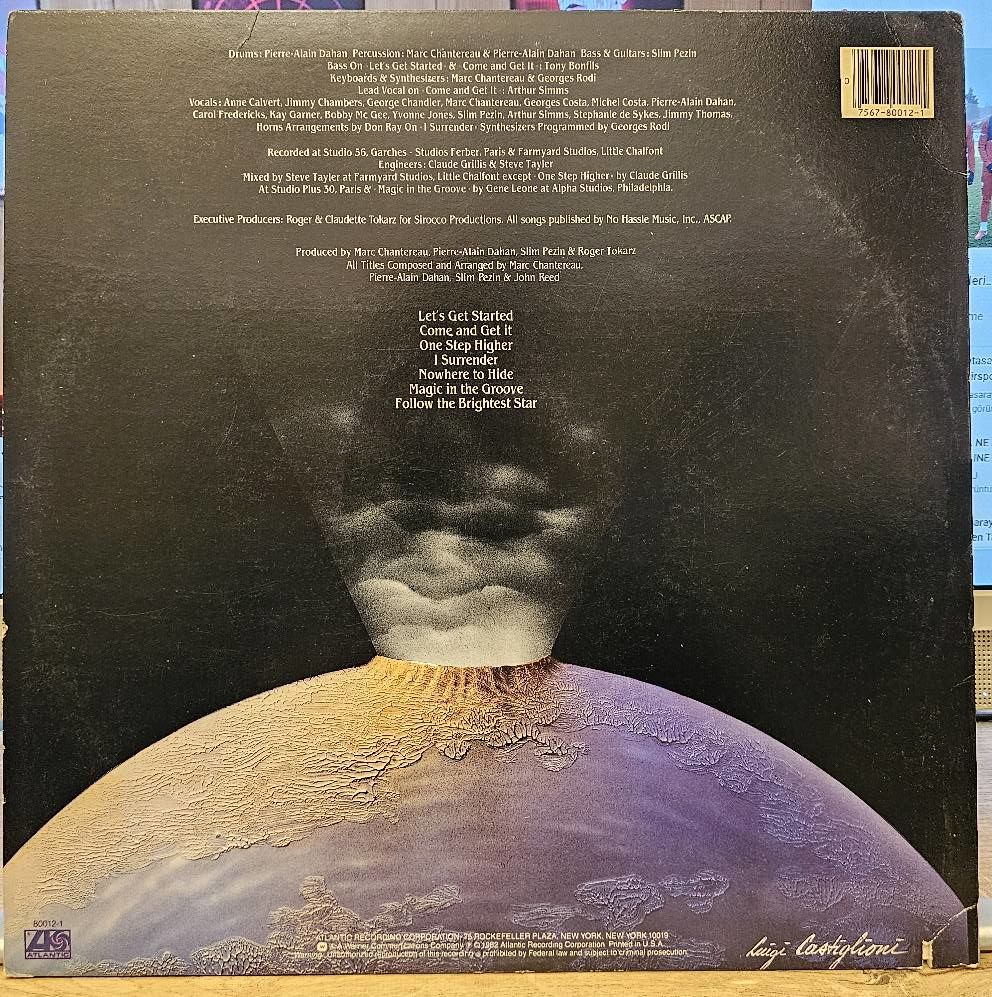 Drums: Pierre-Alain Dahan Percussion: Marc Chantereau & Pierre-Alain Dahan Bass & Guitars: Slim Pezin
Bass On · Let's Get Started · & · Come and Get It · : Tony Bonfils
Keyboards & Synthesizers: Marc Chantereau & Georges Rodi
Lead Vocal on · Come and Get It · : Arthur Simms
Vocals: Anne Calvert, Jimmy Chambers, George Chandler, Marc Chantereau, Georges Costa, Michel Costa, Pierre-Alain Dahan,
Carol Fredericks, Kay Garner, Bobby Mc Gee, Yvonne Jones, Slim Pezin, Arthur Simms, Stephanie de Sykes, Jimmy Thomas,
Horns Arrangements by Don Ray On · I Surrender · Synthesizers Programmed by Georges Rodi
Recorded at Studio 56, Garches - Studios Ferber, Paris & Farmyard Studios, Little Chalfont
Engineers: Claude Grillis & Steve Tayler
Mixed by Steve Tayler at Farmyard Studios, Little Chalfont except · One Step Higher · by Claude Grillis
At Studio Plus 30, Paris & · Magic in the Groove · by Gene Leone at Alpha Studios, Philadelphia.
Executive Producers: Roger & Claudette Tokarz for Sirocco Productions. All songs published by No Hassle Music, Inc., ASCAP.
Produced by Marc Chantereau, Pierre-Alain Dahan, Slim Pezin & Roger Tokarz
All Titles Composed and Arranged by Marc Chantereau,
Pierre-Alain Dahan, Slim Pezin & John Reed
Let's Get Started
Come and Get it
One Step Higher
I Surrender
Nowhere to Hide
Magic in the Groove
Follow the Brightest Star
0
7567-80012-1
80012-1
ATLANTIC
ATLANTIC RECORDING CORPORATION, 75 ROCKEFELLER PLAZA, NEW YORK, NEW YORK 10019
A Warner Communications Company ℗ © 1982 Atlantic Recording Corporation Printed in U.S.A.
Warning: Unauthorized reproduction of this recording is prohibited by Federal law and subject to criminal prosecution.
Luigi Castiglioni